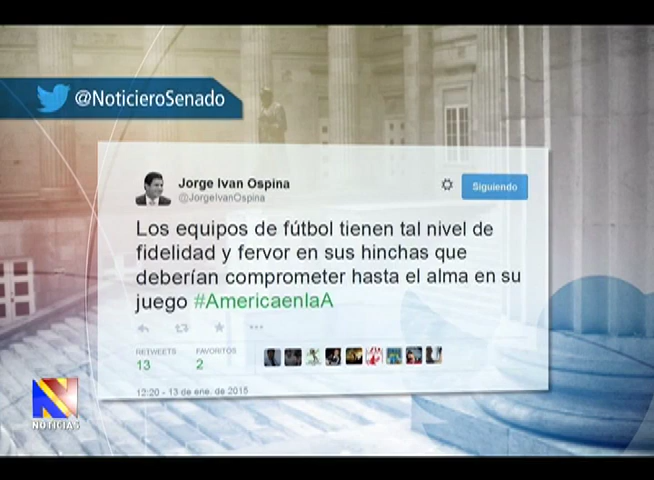 @NoticieroSenado
Jorge Ivan Ospina
@JorgeIvanOspina
Siguiendo
Los equipos de fútbol tienen tal nivel de
fidelidad y fervor en sus hinchas que
deberían comprometer hasta el alma en su
juego #AmericaenlaA
RETWEETS
FAVORITOS
13
2
12:20 - 13 de ene. de 2015
N
NOTICIAS